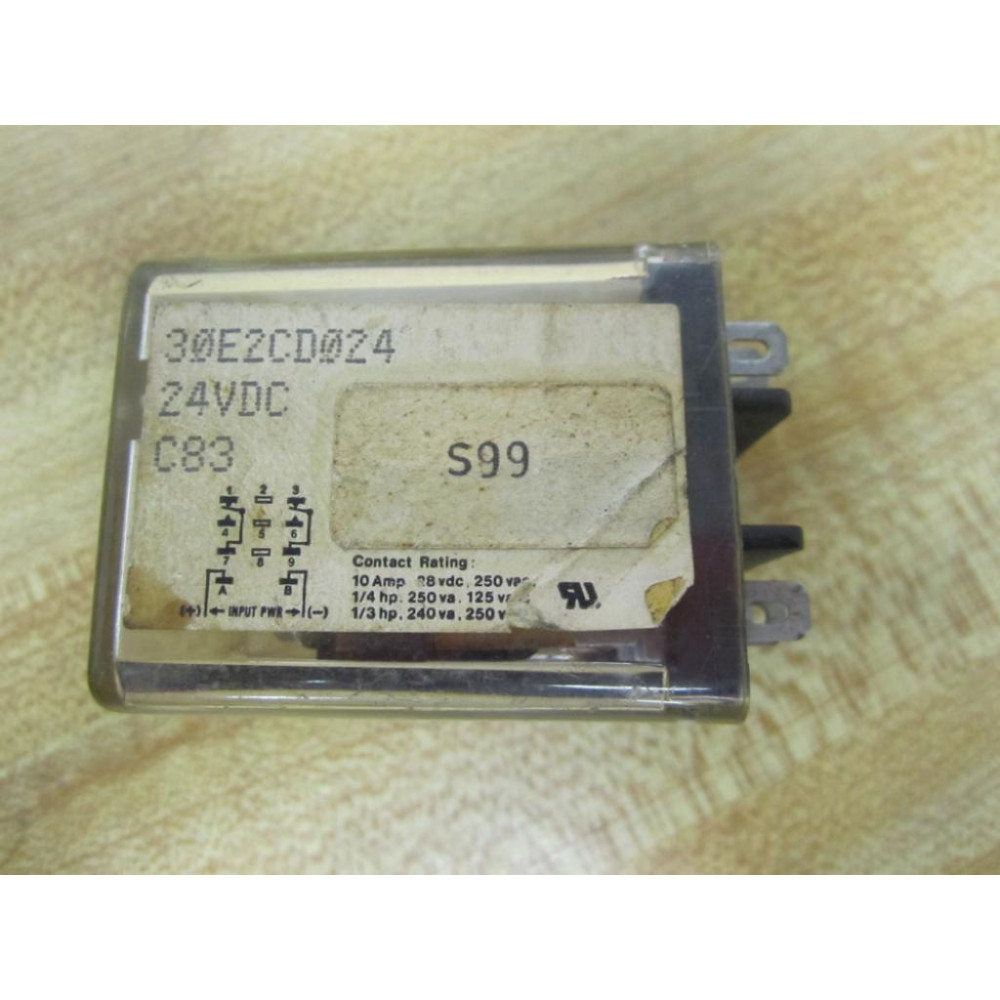 30E2CD024
24VDC
C83
S99
1 2 3
4 5 6
7 8 9
A B
(+) INPUT PWR (-)
Contact Rating:
10 Amp 28 vdc, 250
1/4 hp. 250 va. 125
1/3 hp. 240 va. 250
RU